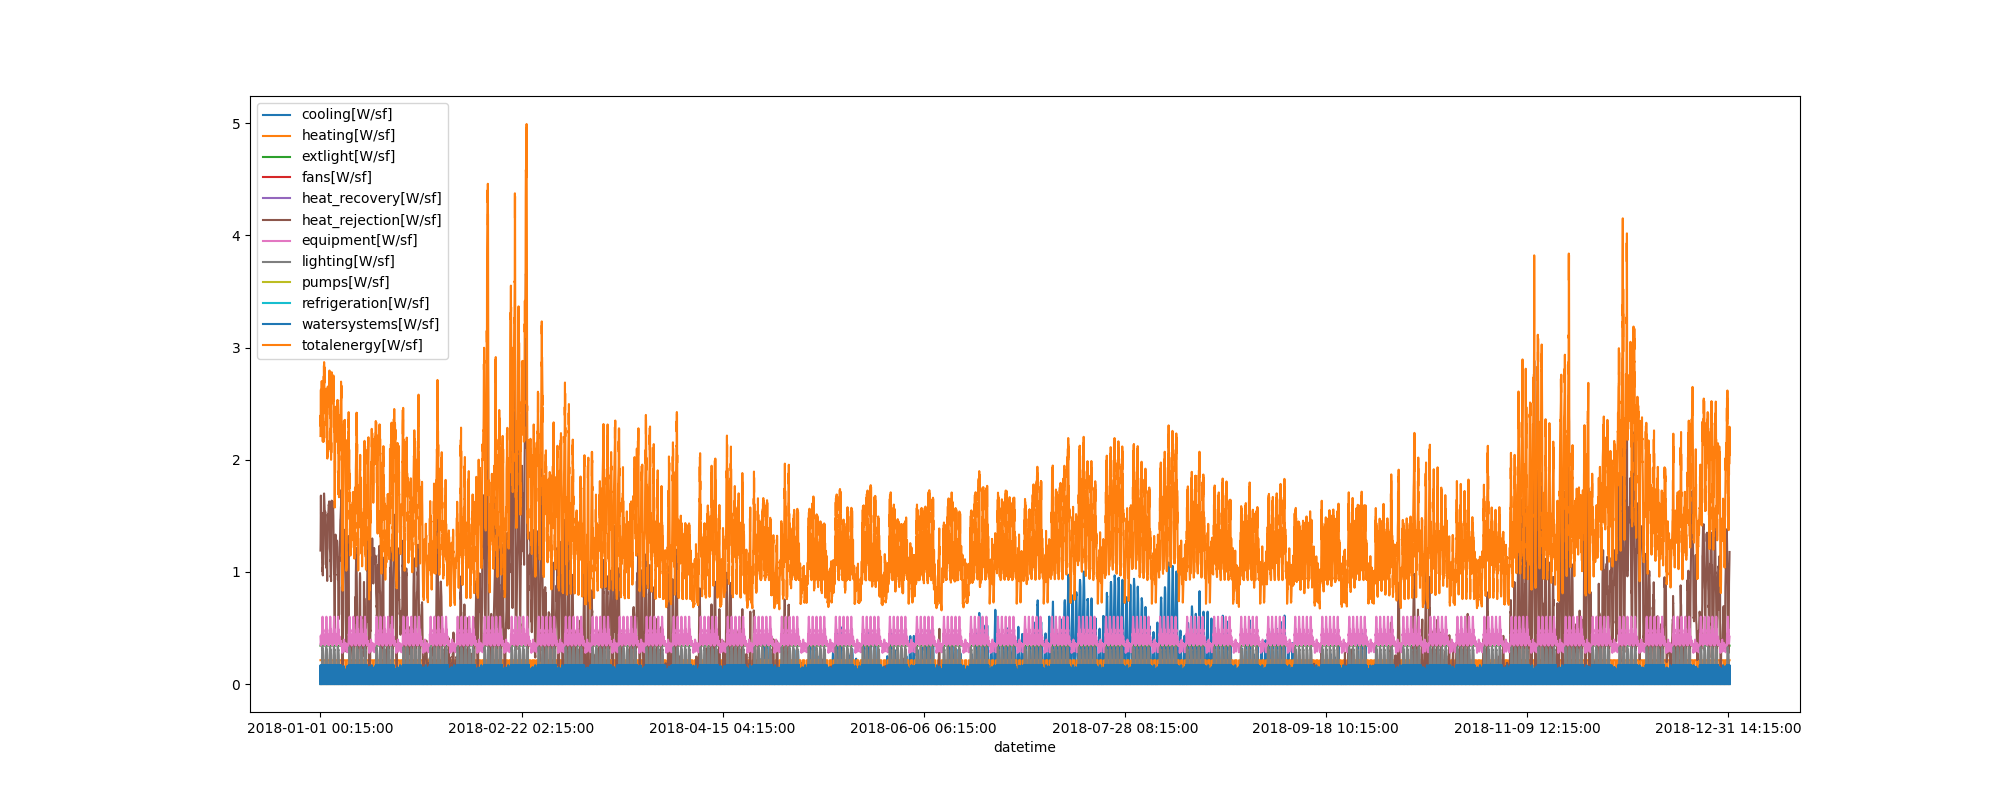 cooling[W/sf]
heating[W/sf]
extlight[W/sf]
fans[W/sf]
heat_recovery[W/sf]
heat_rejection[W/sf]
equipment[W/sf]
lighting[W/sf]
pumps[W/sf]
refrigeration[W/sf]
watersystems[W/sf]
totalenergy[W/sf]
5
4
3
2
1
0
2018-01-01 00:15:00 2018-02-22 02:15:00 2018-04-15 04:15:00 2018-06-06 06:15:00 2018-07-28 08:15:00 2018-09-18 10:15:00 2018-11-09 12:15:00 2018-12-31 14:15:00
datetime